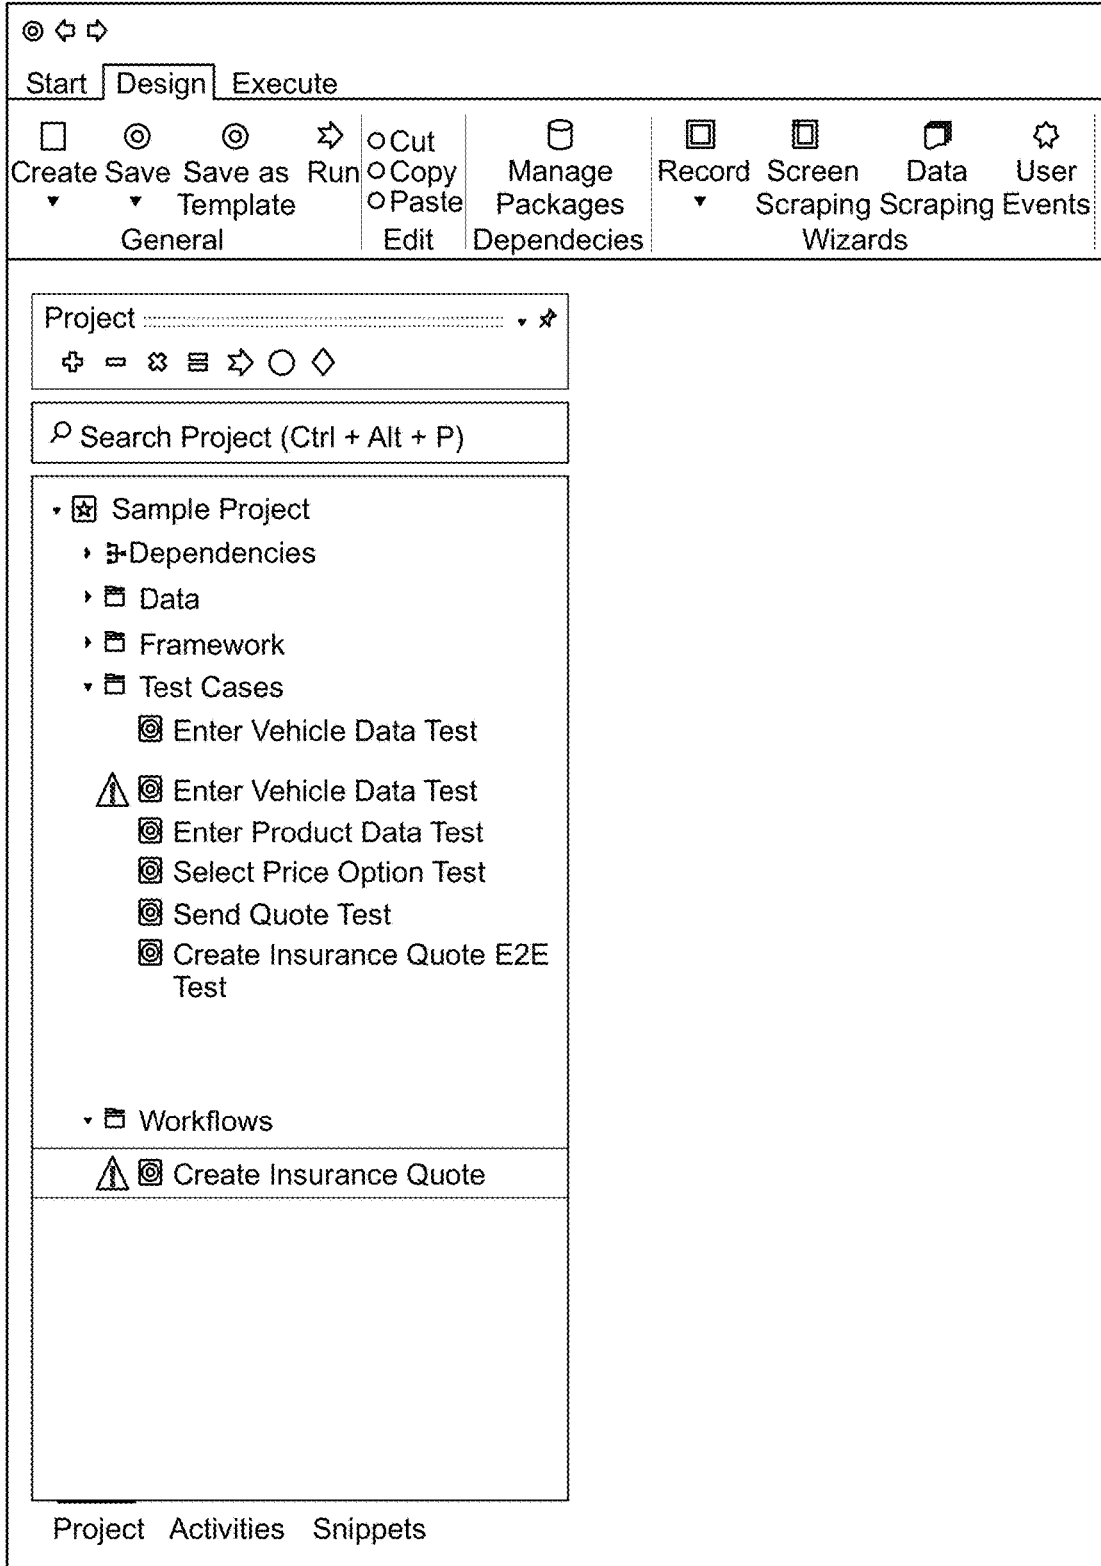 Start Design Execute
Create Save Save as Run Cut
Template Copy
Paste
Manage
Packages
Record Screen Data User
Scraping Scraping Events
General Edit Dependecies Wizards
Project
Search Project (Ctrl + Alt + P)
Sample Project
Dependencies
Data
Framework
Test Cases
Enter Vehicle Data Test
Enter Vehicle Data Test
Enter Product Data Test
Select Price Option Test
Send Quote Test
Create Insurance Quote E2E
Test
Workflows
Create Insurance Quote
Project Activities Snippets